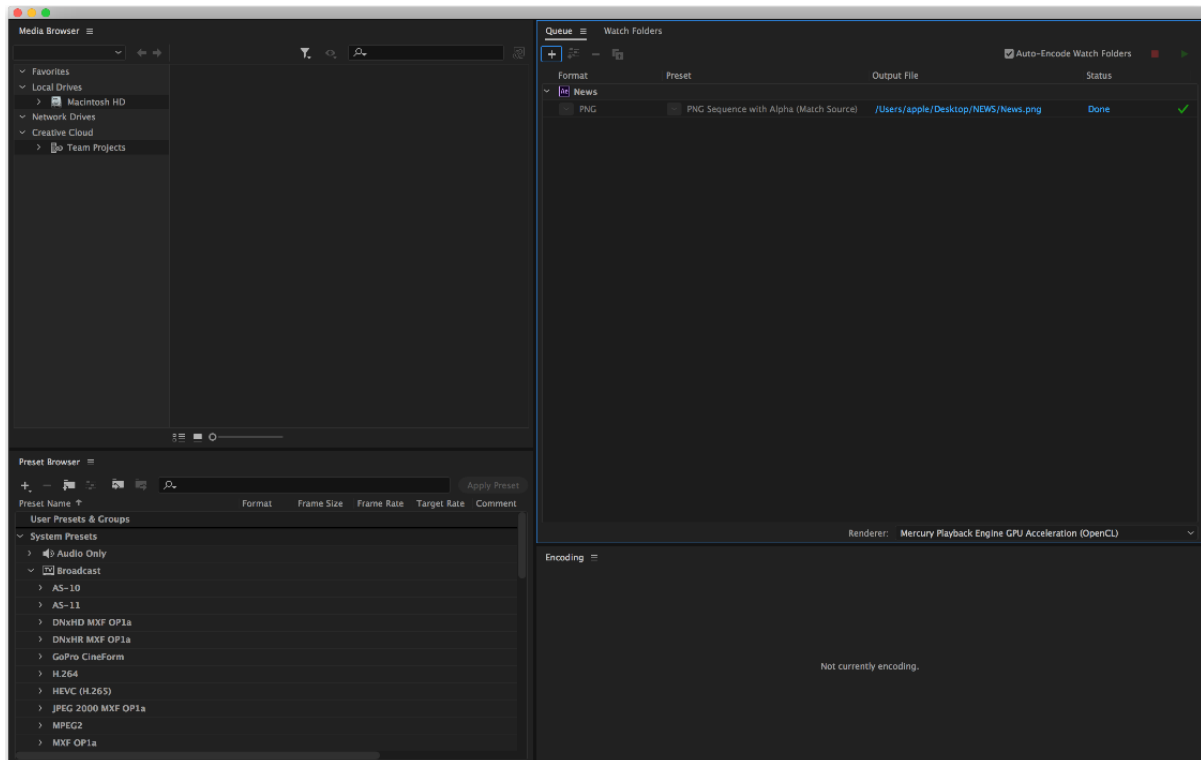 Media Browser
Favorites
Local Drives
Macintosh HD
Network Drives
Creative Cloud
Team Projects
Preset Browser
Apply Preset
Preset Name Format Frame Size Frame Rate Target Rate Comment
User Presets & Groups
System Presets
Audio Only
TV Broadcast
AS-10
AS-11
DNxHD MXF OP1a
DNxHR MXF OP1a
GoPro CineForm
H.264
HEVC (H.265)
JPEG 2000 MXF OP1a
MPEG2
MXF OP1a
Queue Watch Folders
Auto-Encode Watch Folders
Format Preset Output File Status
Ae News
PNG PNG Sequence with Alpha (Match Source) /Users/apple/Desktop/NEWS/News.png Done
Renderer: Mercury Playback Engine GPU Acceleration (OpenCL)
Encoding
Not currently encoding.